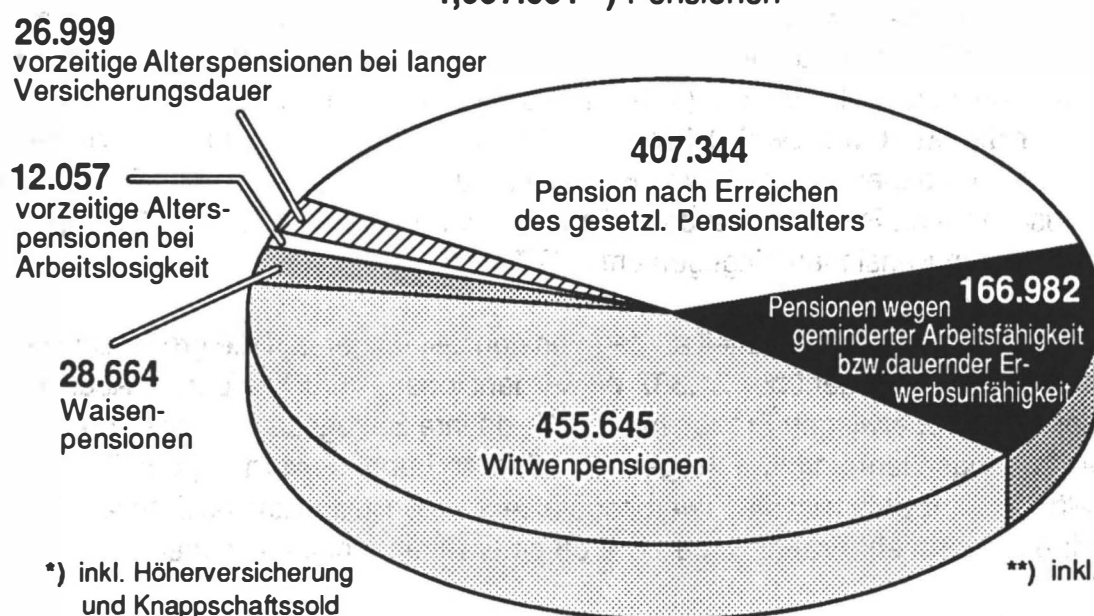 ) Pensionen
26.999
vorzeitige Alterspensionen bei langer
Versicherungsdauer
407.344
Pension nach Erreichen
des gesetzl. Pensionsalters
12.057
vorzeitige Alters-
pensionen bei
Arbeitslosigkeit
166.982
Pensionen wegen
geminderter Arbeitsfähigkeit
bzw.dauernder Er-
werbsunfähigkeit
28.664
Waisen-
pensionen
455.645
Witwenpensionen
*) inkl. Höherversicherung
und Knappschaftssold
**) inkl.